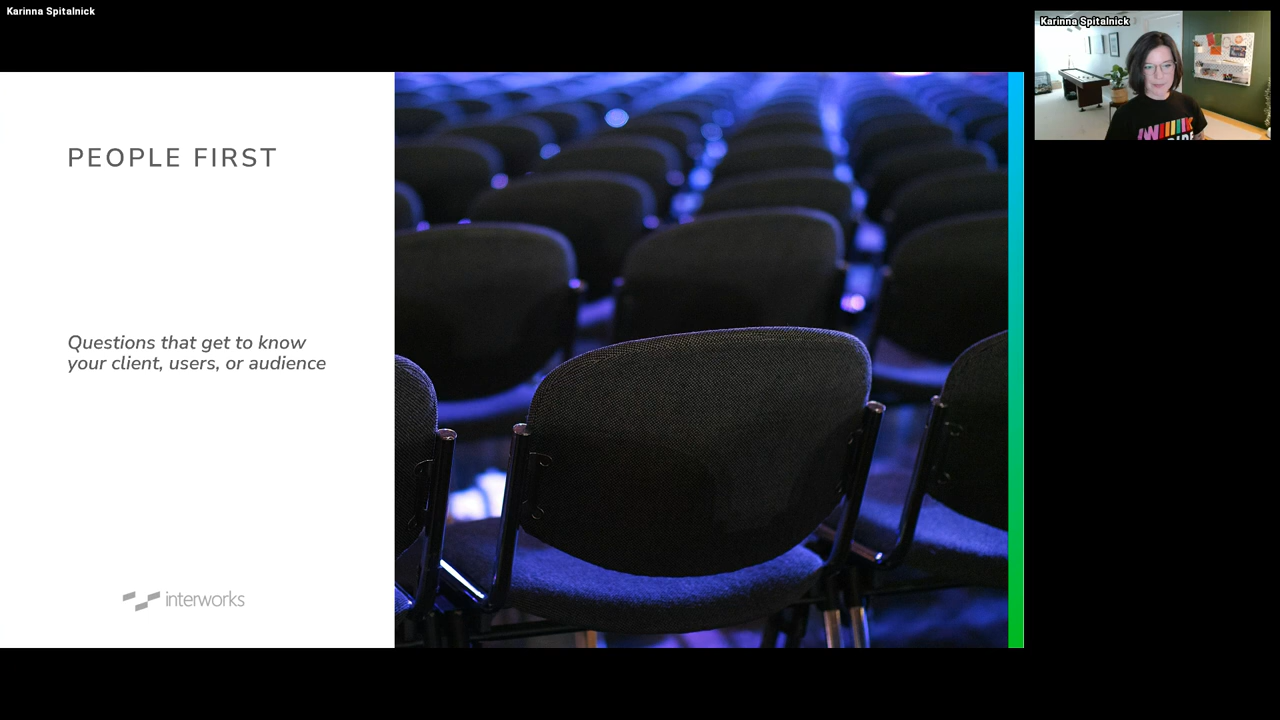 Karinna Spitalnick
Karinna Spitalnick
PEOPLE FIRST
Questions that get to know
your client, users, or audience
interworks